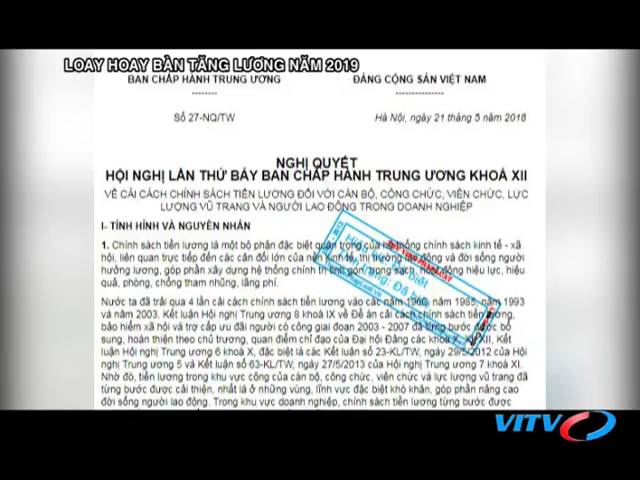 LOAY HOAY BÀN TĂNG LƯƠNG NĂM 2019
BAN CHẤP HÀNH TRUNG ƯƠNG ĐẢNG CỘNG SẢN VIỆT NAM
-------- ---------------
Số 27-NQ/TW Hà Nội, ngày 21 tháng 5 năm 2018
NGHỊ QUYẾT
HỘI NGHỊ LẦN THỨ BẢY BAN CHẤP HÀNH TRUNG ƯƠNG KHOÁ XII
VỀ CẢI CÁCH CHÍNH SÁCH TIỀN LƯƠNG ĐỐI VỚI CÁN BỘ, CÔNG CHỨC, VIÊN CHỨC, LỰC
LƯỢNG VŨ TRANG VÀ NGƯỜI LAO ĐỘNG TRONG DOANH NGHIỆP
I- TÌNH HÌNH VÀ NGUYÊN NHÂN
1. Chính sách tiền lương là một bộ phận đặc biệt quan trọng của hệ thống chính sách kinh tế - xã
hội, liên quan trực tiếp đến các cân đối lớn của nền kinh tế, thị trường lao động và đời sống người
hưởng lương, góp phần xây dựng hệ thống chính trị tinh gọn, trong sạch, hoạt động hiệu lực, hiệu
quả, phòng, chống tham nhũng, lãng phí.
Nước ta đã trải qua 4 lần cải cách chính sách tiền lương vào các năm 1960, năm 1985, năm 1993
và năm 2003. Kết luận Hội nghị Trung ương 8 khoá IX về Đề án cải cách chính sách tiền lương,
bảo hiểm xã hội và trợ cấp ưu đãi người có công giai đoạn 2003 - 2007 đã từng bước được bổ
sung, hoàn thiện theo chủ trương, quan điểm chỉ đạo của Đại hội Đảng các khoá XII, Kết
luận Hội nghị Trung ương 6 khoá X, đặc biệt là các Kết luận số 23-KL/TW, ngày 29/5/2012 của Hội
nghị Trung ương 5 và Kết luận số 63-KL/TW, ngày 27/5/2013 của Hội nghị Trung ương 7 khoá XI.
Nhờ đó, tiền lương trong khu vực công của cán bộ, công chức, viên chức và lực lượng vũ trang đã
từng bước được cải thiện, nhất là ở những vùng, lĩnh vực đặc biệt khó khăn, góp phần nâng cao
đời sống người lao động. Trong khu vực doanh nghiệp, chính sách tiền lương từng bước được
VITV